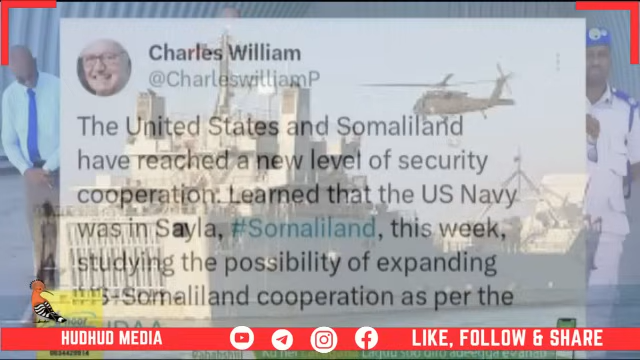 Charles William
@CharleswilliamP
The United States and Somaliland
have reached a new level of security
cooperation. Learned that the US Navy
was in Sayla, #Somaliland, this week,
studying the possibility of expanding
US-Somaliland cooperation as per the
HUDHUD MEDIA
LIKE, FOLLOW & SHARE